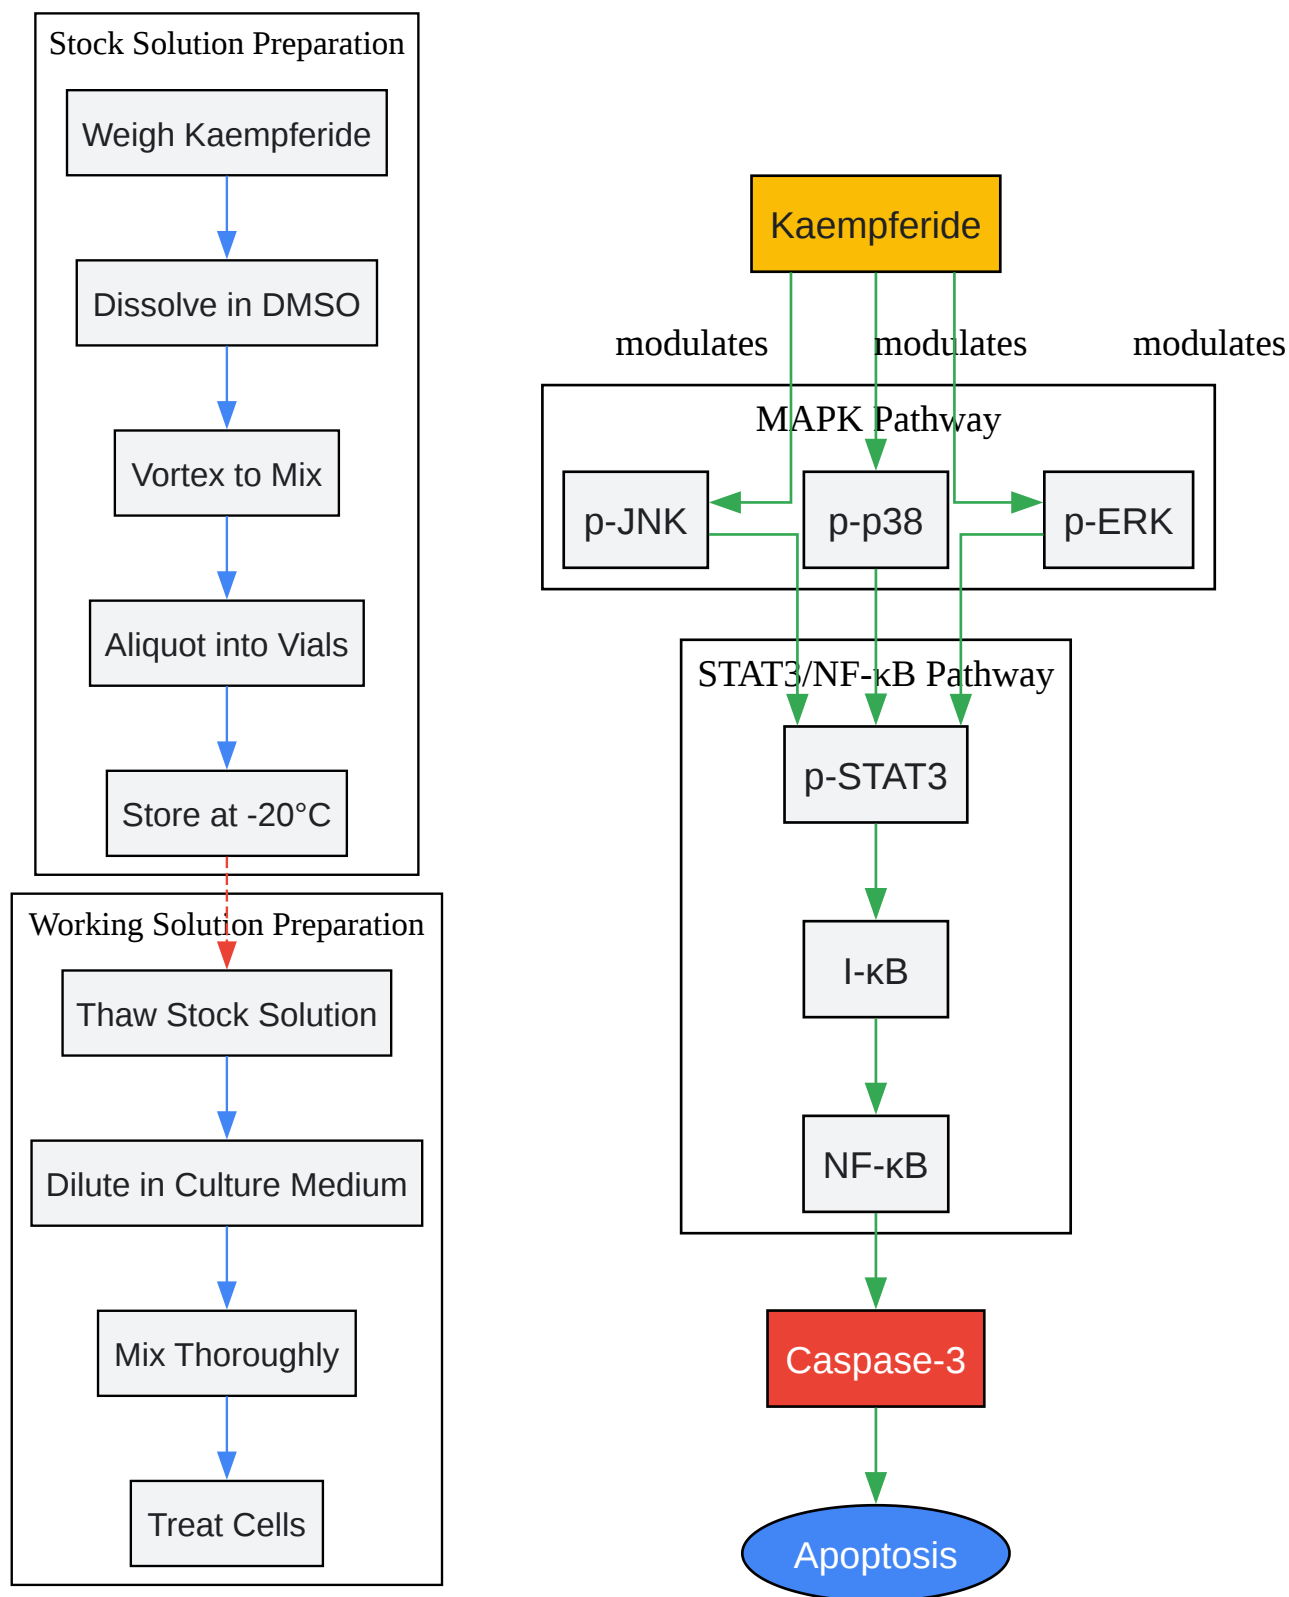 Stock Solution Preparation
Weigh Kaempferide
Dissolve in DMSO
Vortex to Mix
Aliquot into Vials
Store at -20°C
Working Solution Preparation
Thaw Stock Solution
Dilute in Culture Medium
Mix Thoroughly
Treat Cells
Kaempferide
modulates modulates modulates
MAPK Pathway
p-JNK p-p38 p-ERK
STAT3/NF-κB Pathway
p-STAT3
I-κB
NF-κB
Caspase-3
Apoptosis